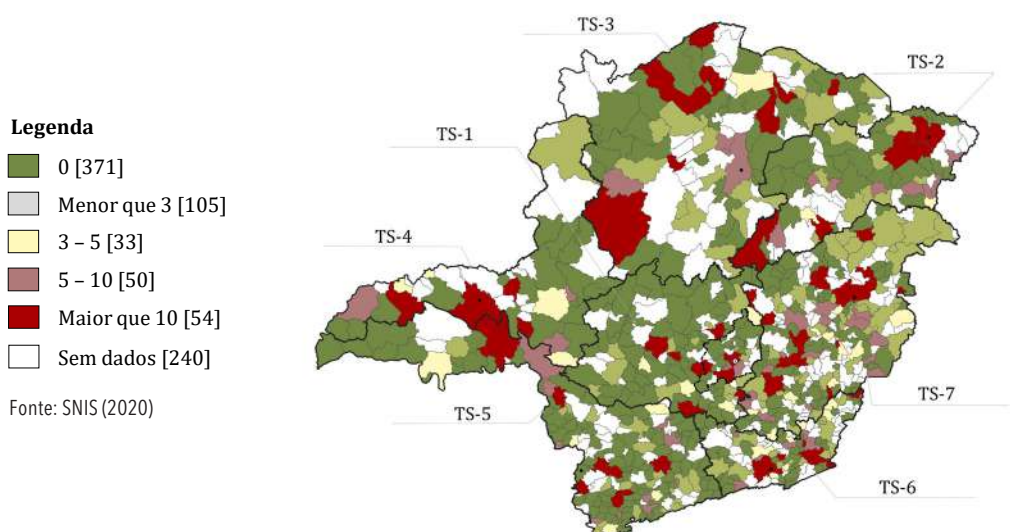 TS-3
TS-2
Legenda
TS-1
0 [371]
Menor que 3 [105]
3 – 5 [33]
TS-4
5 – 10 [50]
Maior que 10 [54]
Sem dados [240]
Fonte: SNIS (2020)
TS-7
TS-5
TS-6